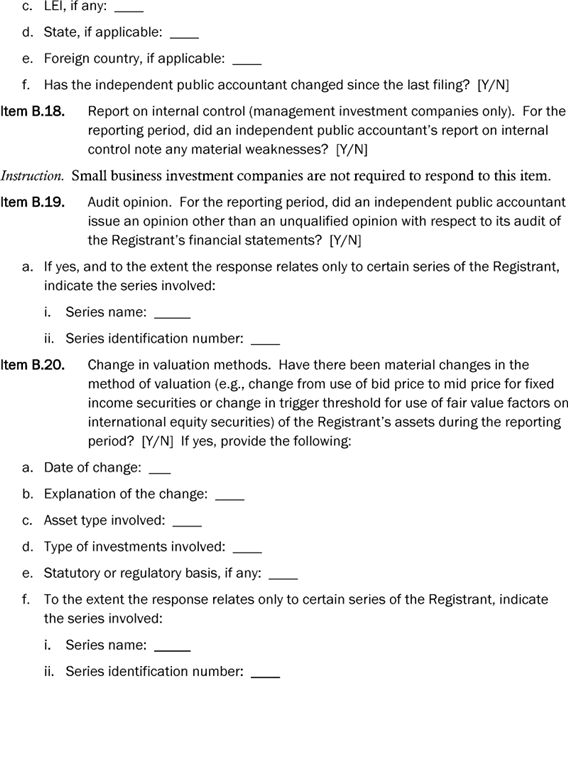 c. LEI, if any: ____
d. State, if applicable: ____
e. Foreign country, if applicable: ____
f. Has the independent public accountant changed since the last filing? [Y/N]
Item B.18. Report on internal control (management investment companies only). For the
reporting period, did an independent public accountant's report on internal
control note any material weaknesses? [Y/N]
Instruction. Small business investment companies are not required to respond to this item.
Item B.19. Audit opinion. For the reporting period, did an independent public accountant
issue an opinion other than an unqualified opinion with respect to its audit of
the Registrant's financial statements? [Y/N]
a. If yes, and to the extent the response relates only to certain series of the Registrant,
indicate the series involved:
i. Series name: _____
ii. Series identification number: ____
Item B.20. Change in valuation methods. Have there been material changes in the
method of valuation (e.g., change from use of bid price to mid price for fixed
income securities or change in trigger threshold for use of fair value factors on
international equity securities) of the Registrant's assets during the reporting
period? [Y/N] If yes, provide the following:
a. Date of change: ___
b. Explanation of the change: ____
c. Asset type involved: ____
d. Type of investments involved: ____
e. Statutory or regulatory basis, if any: ____
f. To the extent the response relates only to certain series of the Registrant, indicate
the series involved:
i. Series name: _____
ii. Series identification number: ____